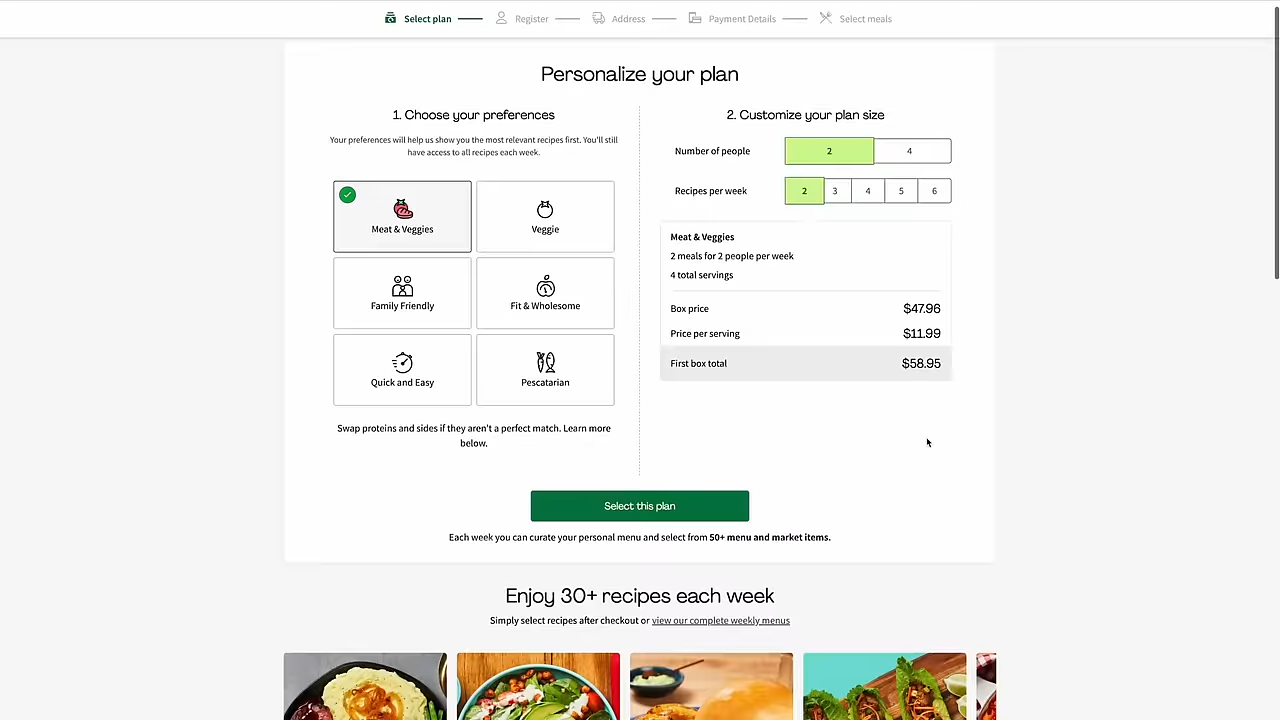 Select plan
Register
Address
Payment Details
Select meals
Personalize your plan
1. Choose your preferences
Your preferences will help us show you the most relevant recipes first. You'll still
have access to all recipes each week.
Meat & Veggies
Veggie
Family Friendly
Fit & Wholesome
Quick and Easy
Pescatarian
Swap proteins and sides if they aren't a perfect match. Learn more
below.
2. Customize your plan size
Number of people
2 4
Recipes per week
2 3 4 5 6
Meat & Veggies
2 meals for 2 people per week
4 total servings
Box price $47.96
Price per serving $11.99
First box total $58.95
Select this plan
Each week you can curate your personal menu and select from 50+ menu and market items.
Enjoy 30+ recipes each week
Simply select recipes after checkout or view our complete weekly menus